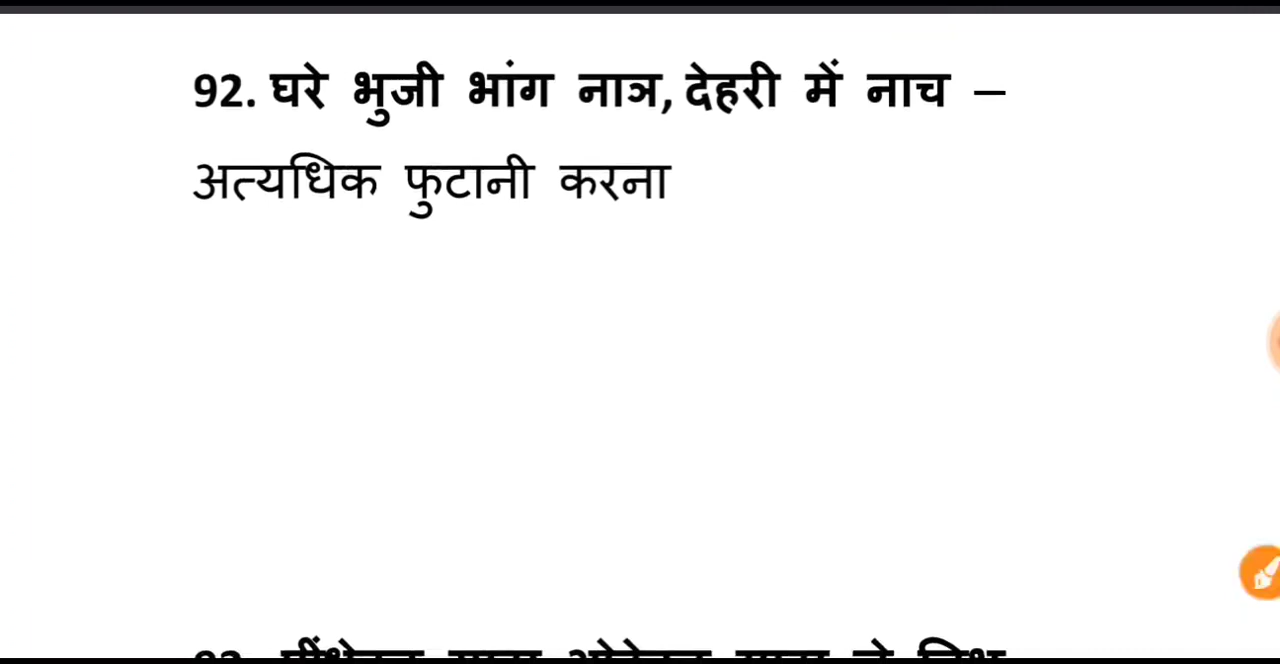 92. घरे भुजी भांग नाञ, देहरी में नाच –
अत्यधिक फुटानी करना